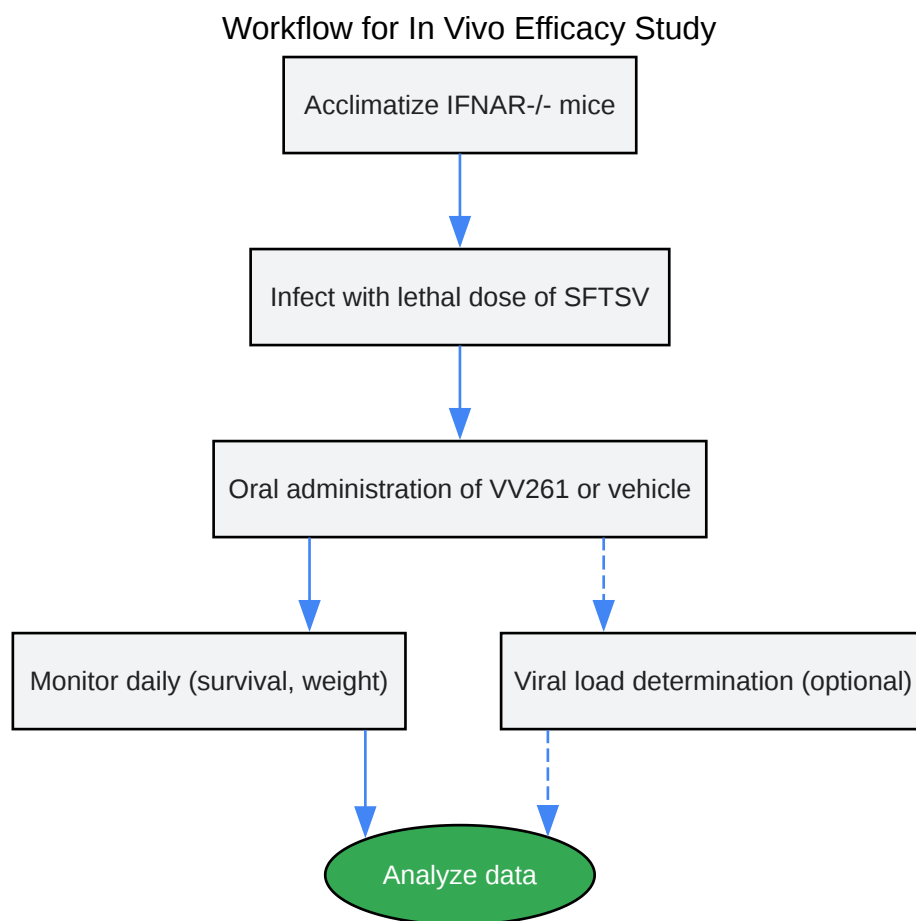 Workflow for In Vivo Efficacy Study
Acclimatize IFNAR-/- mice
Infect with lethal dose of SFTSV
Oral administration of VV261 or vehicle
Monitor daily (survival, weight)
Viral load determination (optional)
Analyze data